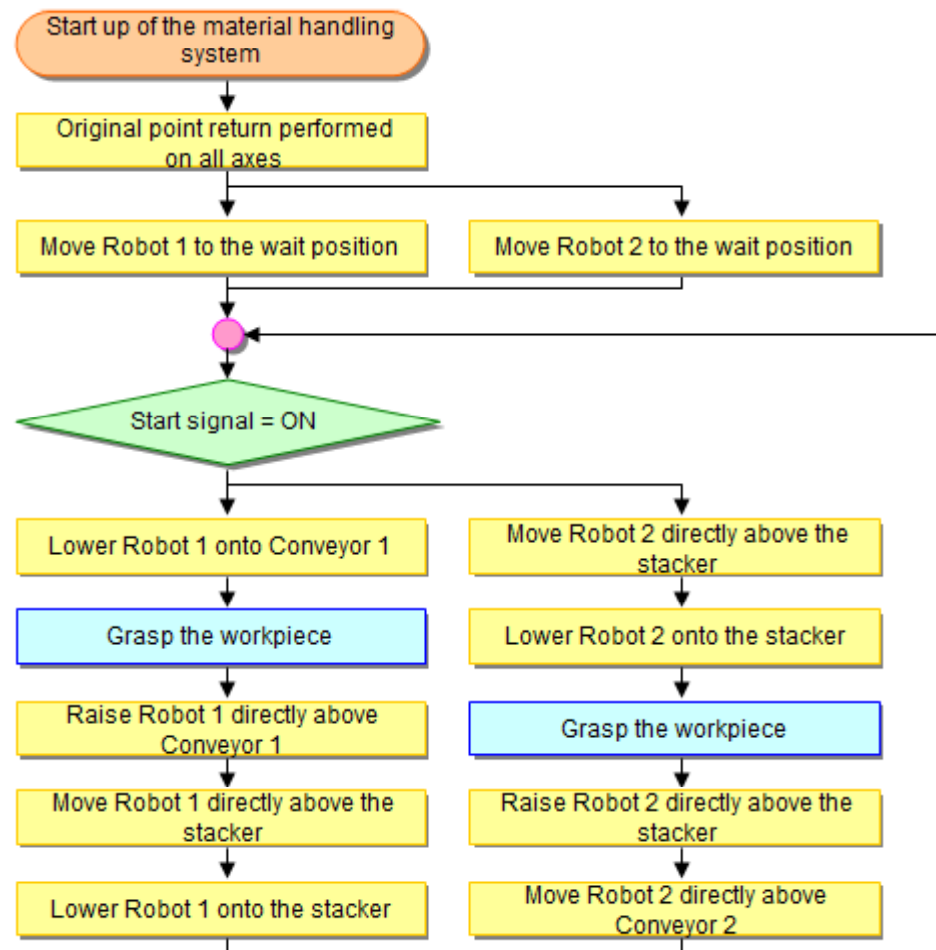 Start up of the material handling
system
Original point return performed
on all axes
Move Robot 1 to the wait position
Move Robot 2 to the wait position
Start signal = ON
Lower Robot 1 onto Conveyor 1
Move Robot 2 directly above the
stacker
Grasp the workpiece
Lower Robot 2 onto the stacker
Raise Robot 1 directly above
Conveyor 1
Grasp the workpiece
Move Robot 1 directly above the
stacker
Raise Robot 2 directly above the
stacker
Lower Robot 1 onto the stacker
Move Robot 2 directly above
Conveyor 2